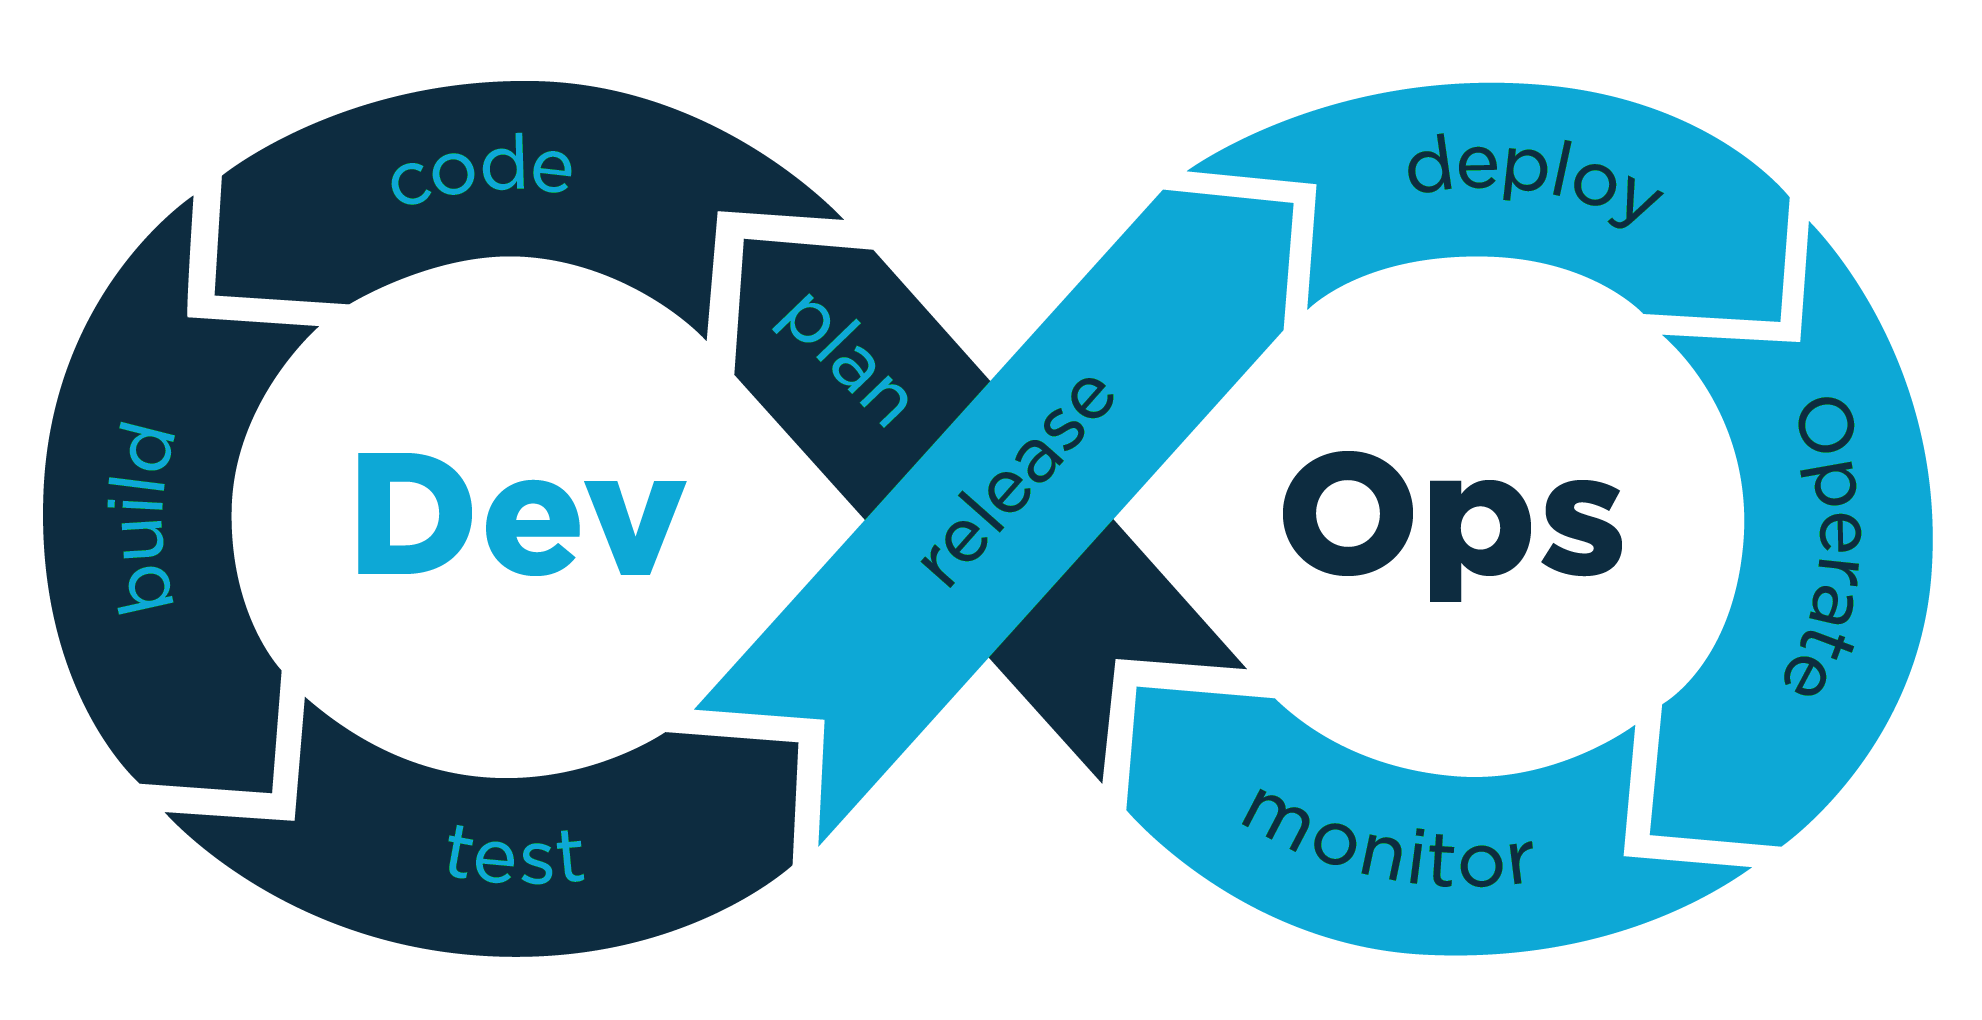 code
plan
build
Dev
test
release
deploy
Operate
Ops
monitor